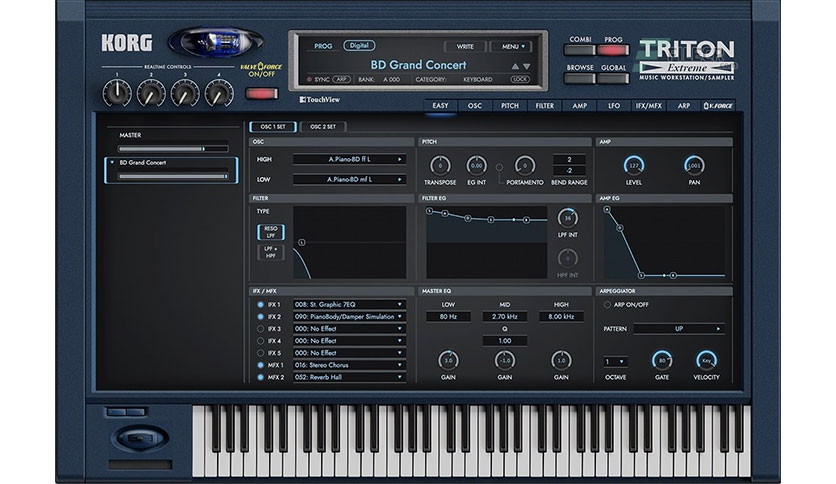 KORG
REALTIME CONTROLS
1 2 3 4
VALVE FORCE
ON/OFF
PROG Digital WRITE MENU
BD Grand Concert
SYNC ARP BANK: A 000 CATEGORY: KEYBOARD LOCK
TouchView
COMBI PROG
BROWSE GLOBAL
TRITON
Extreme
MUSIC WORKSTATION/SAMPLER
EASY OSC PITCH FILTER AMP LFO IFX/MFX ARP V.FORCE
MASTER
BD Grand Concert
OSC 1 SET OSC 2 SET
OSC
HIGH A.Piano-BD ff L
LOW A.Piano-BD mf L
PITCH
0 0.00 0 2
-2
TRANSPOSE EG INT PORTAMENTO BEND RANGE
AMP
127 L001
LEVEL PAN
FILTER
TYPE
RESO
LPF
LPF +
HPF
L
FILTER EG
36
LPF INT
0
HPF INT
AMP EG
IFX / MFX
IFX 1 008: St. Graphic 7EQ
IFX 2 090: PianoBody/Damper Simulation
IFX 3 000: No Effect
IFX 4 000: No Effect
IFX 5 000: No Effect
MFX 1 016: Stereo Chorus
MFX 2 052: Reverb Hall
MASTER EQ
LOW MID HIGH
80 Hz 2.70 kHz 8.00 kHz
Q
1.00
3.0 -1.0 1.0
GAIN GAIN GAIN
ARPEGGIATOR
ARP ON/OFF
PATTERN UP
1 80 Key
OCTAVE GATE VELOCITY